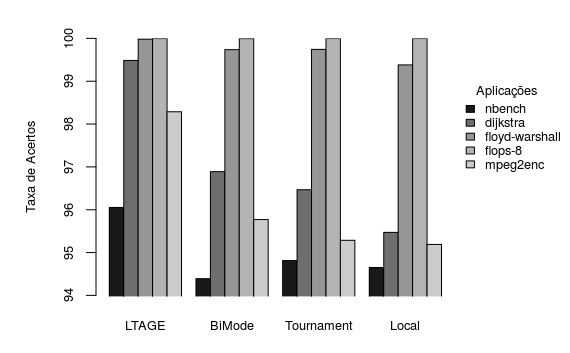 Taxa de Acertos
100
99
98
97
96
95
94
LTAGE
BiMode
Tournament
Local
Aplicações
nbench
dijkstra
floyd-warshall
flops-8
mpeg2enc